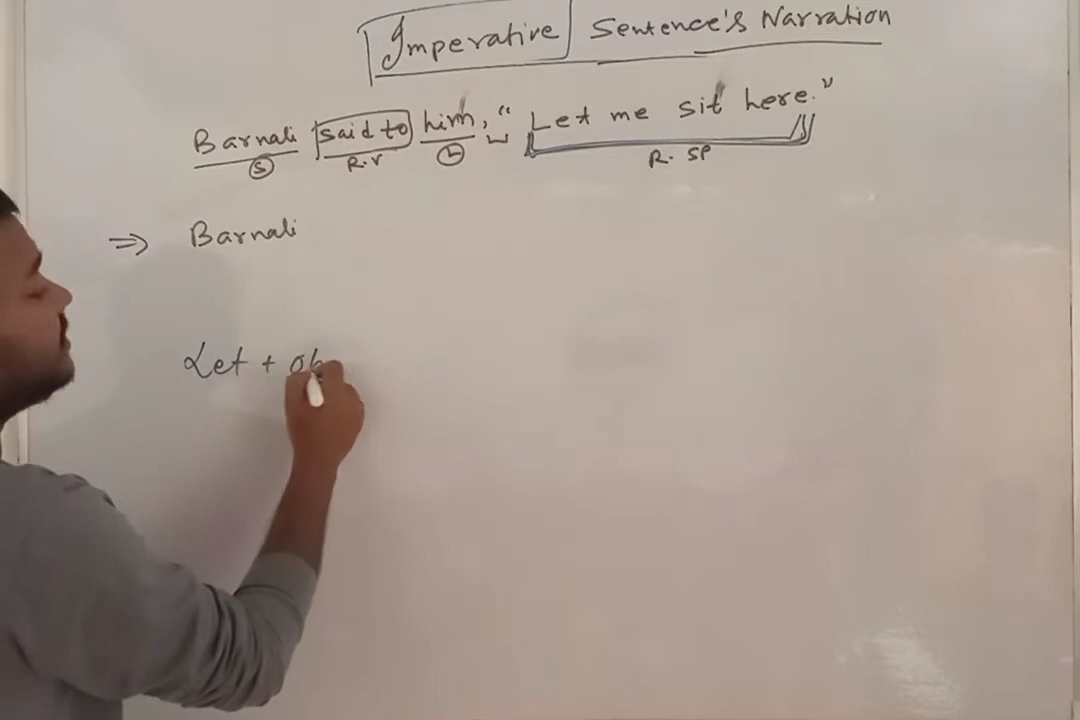 Imperative Sentence's Narration
Barnali said to him, "Let me sit here."
S R.V L R. SP
⇒ Barnali
Let + ob